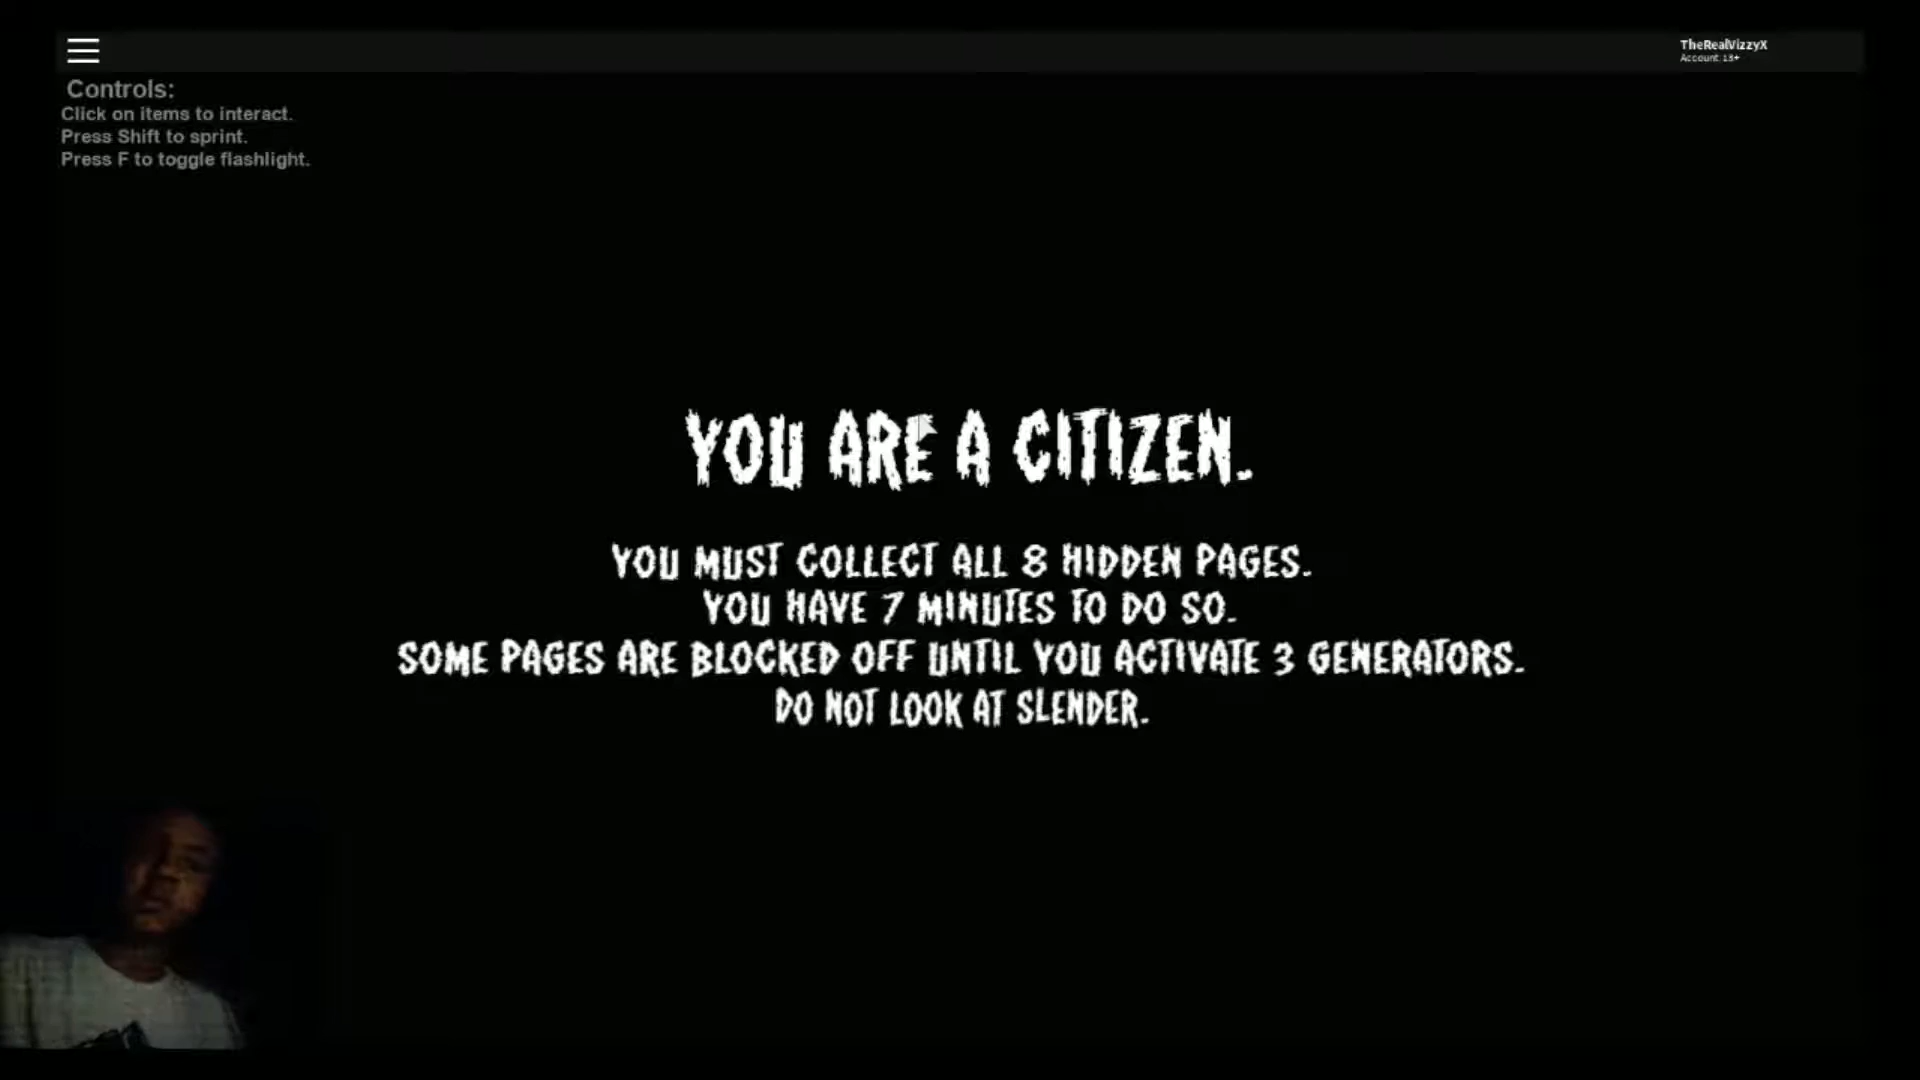 TheRealVizzyX
Account: 13+
Controls:
Click on items to interact.
Press Shift to sprint.
Press F to toggle flashlight.
YOU ARE A CITIZEN.
YOU MUST COLLECT ALL 8 HIDDEN PAGES.
YOU HAVE 7 MINUTES TO DO SO.
SOME PAGES ARE BLOCKED OFF UNTIL YOU ACTIVATE 3 GENERATORS.
DO NOT LOOK AT SLENDER.